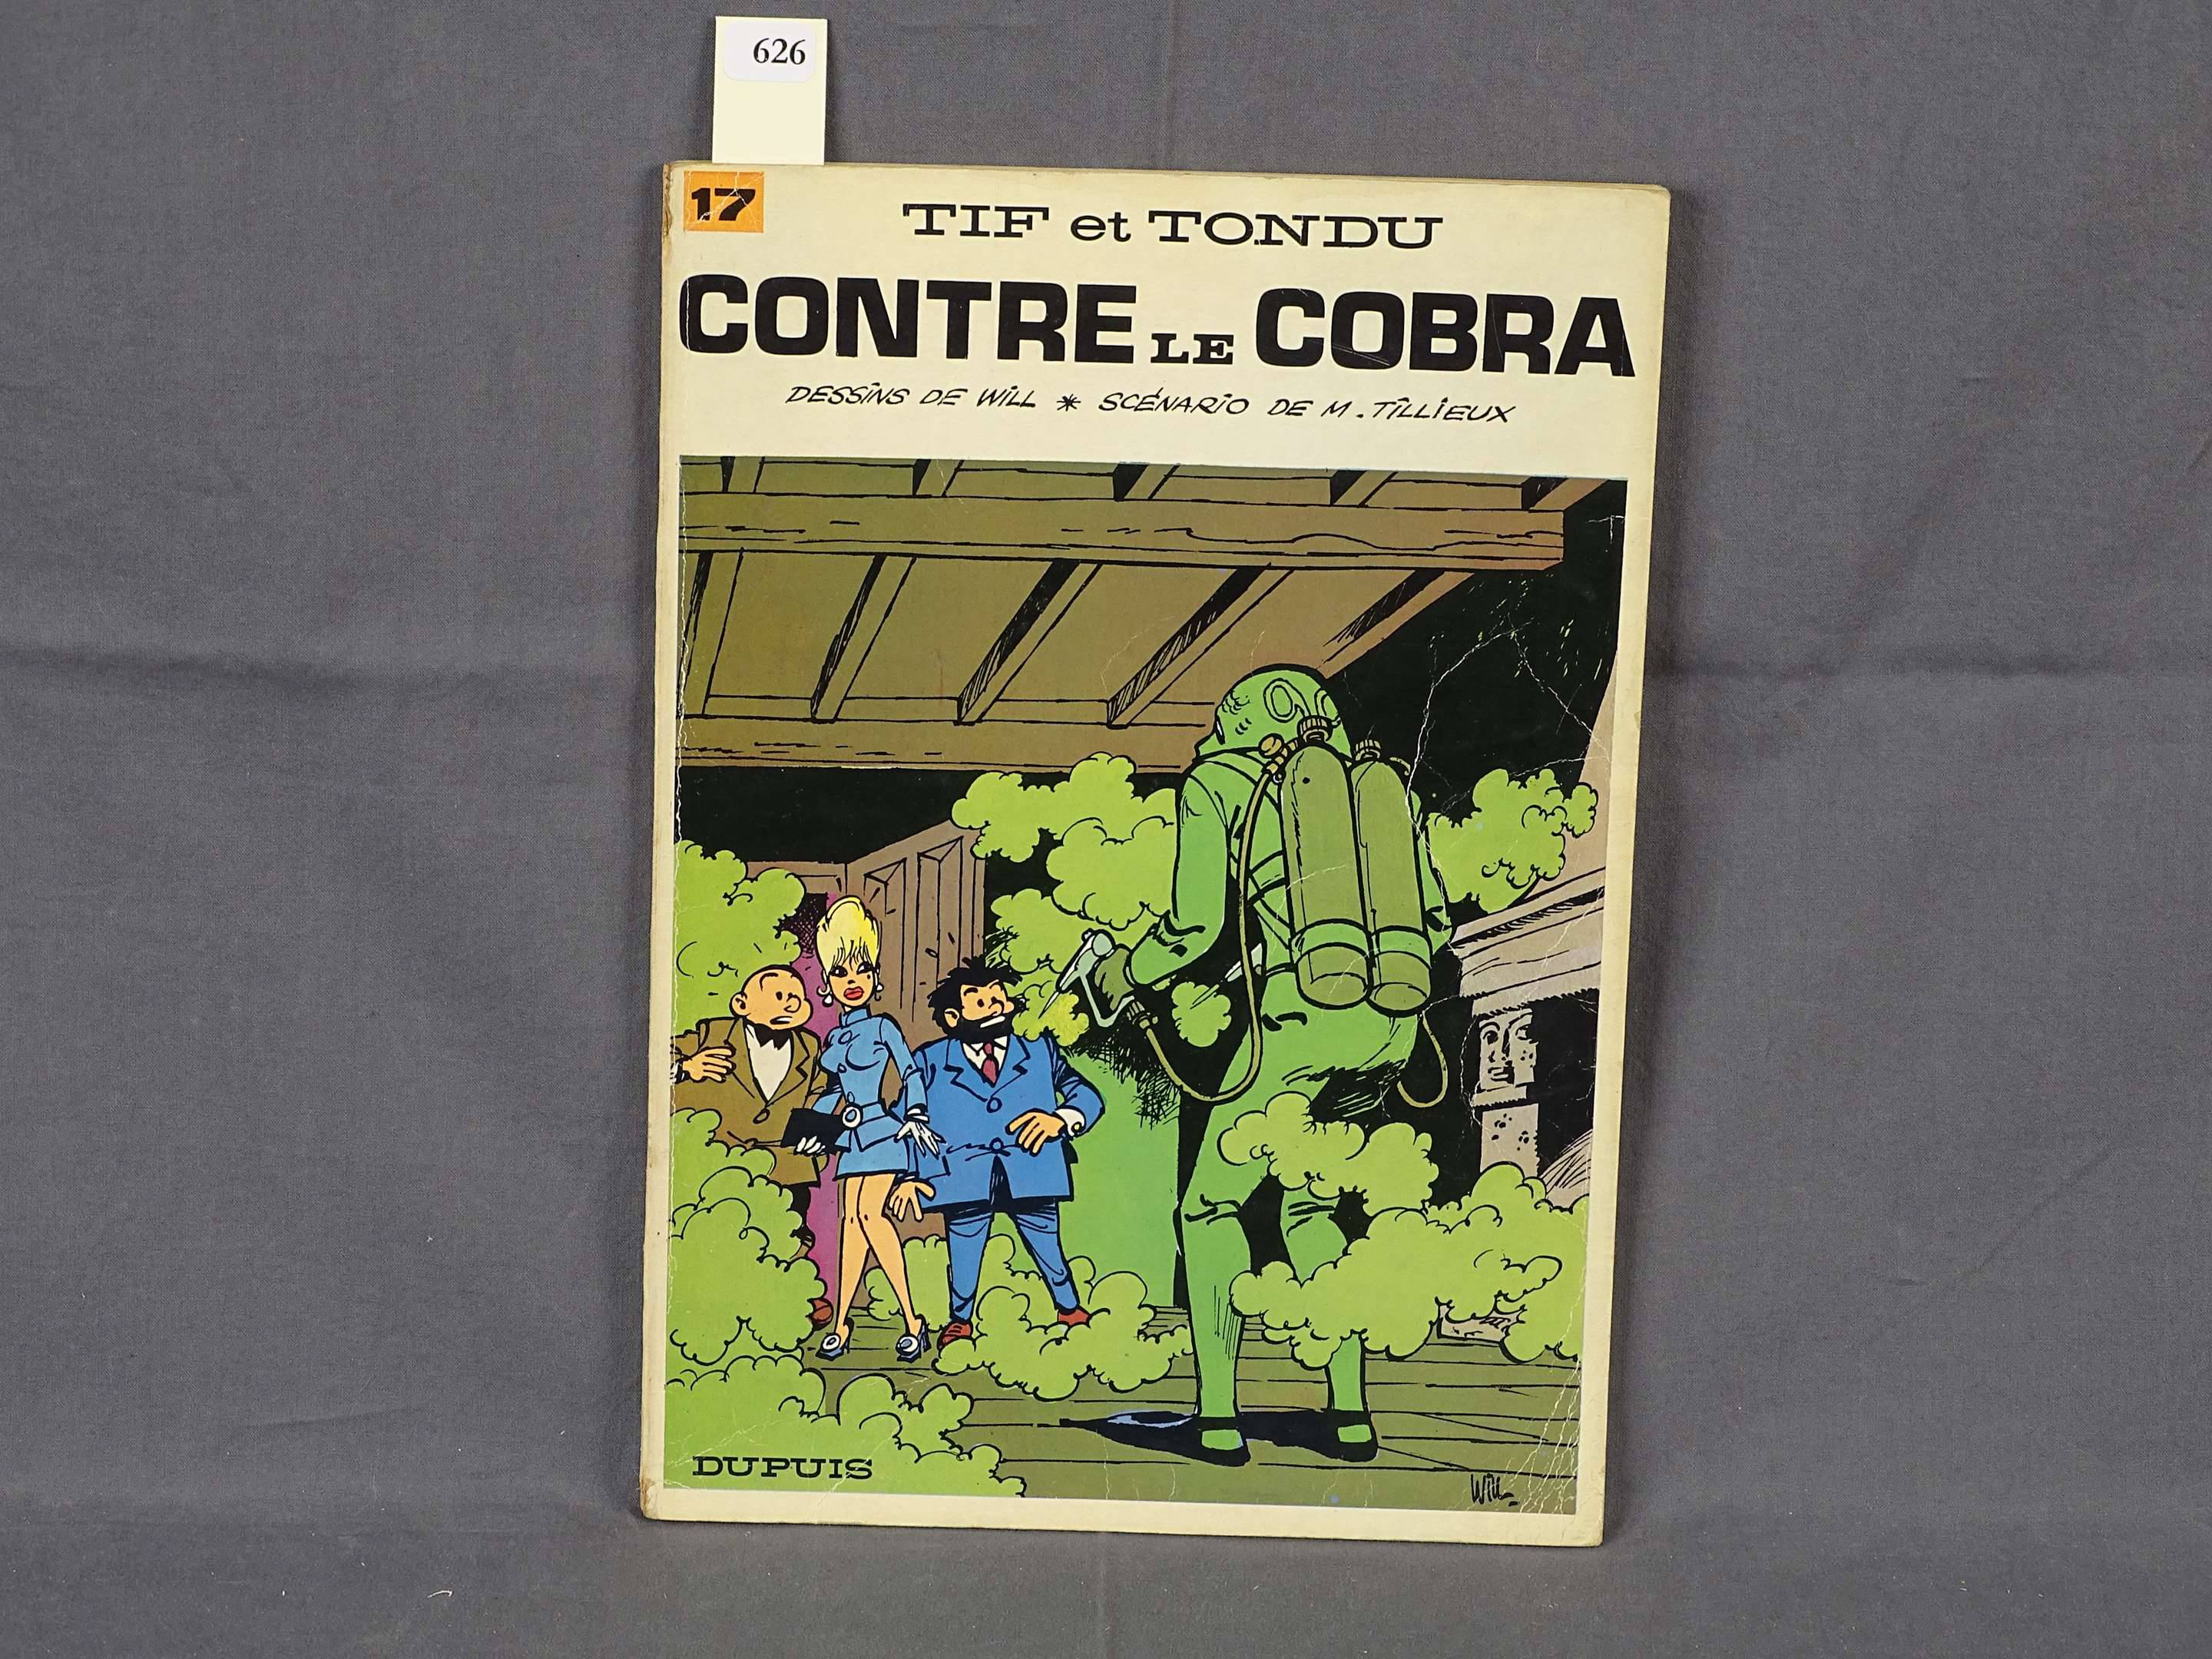 626
17
TIF et TONDU
CONTRE LE COBRA
DESSINS DE WILL * SCÉNARIO DE M. TILLIEUX
DUPUIS
Will